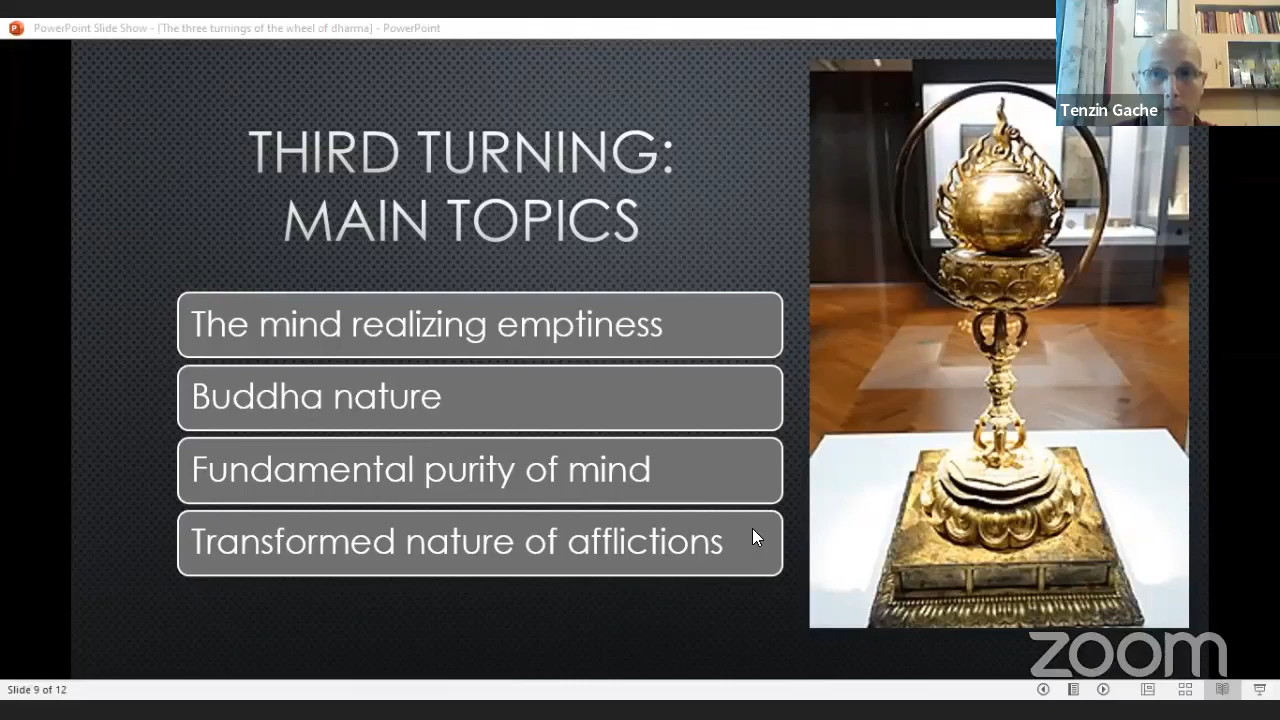 PowerPoint Slide Show - [The three turnings of the wheel of dharma] - PowerPoint
Tenzin Gache
THIRD TURNING:
MAIN TOPICS
The mind realizing emptiness
Buddha nature
Fundamental purity of mind
Transformed nature of afflictions
zoom
Slide 9 of 12